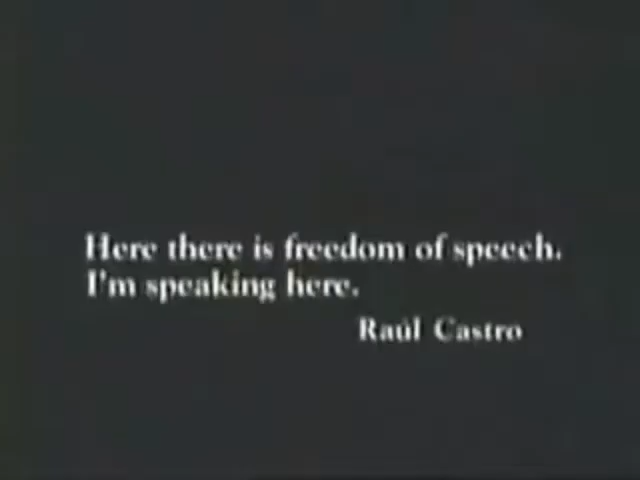 Here there is freedom of speech.
I'm speaking here.
Raúl Castro